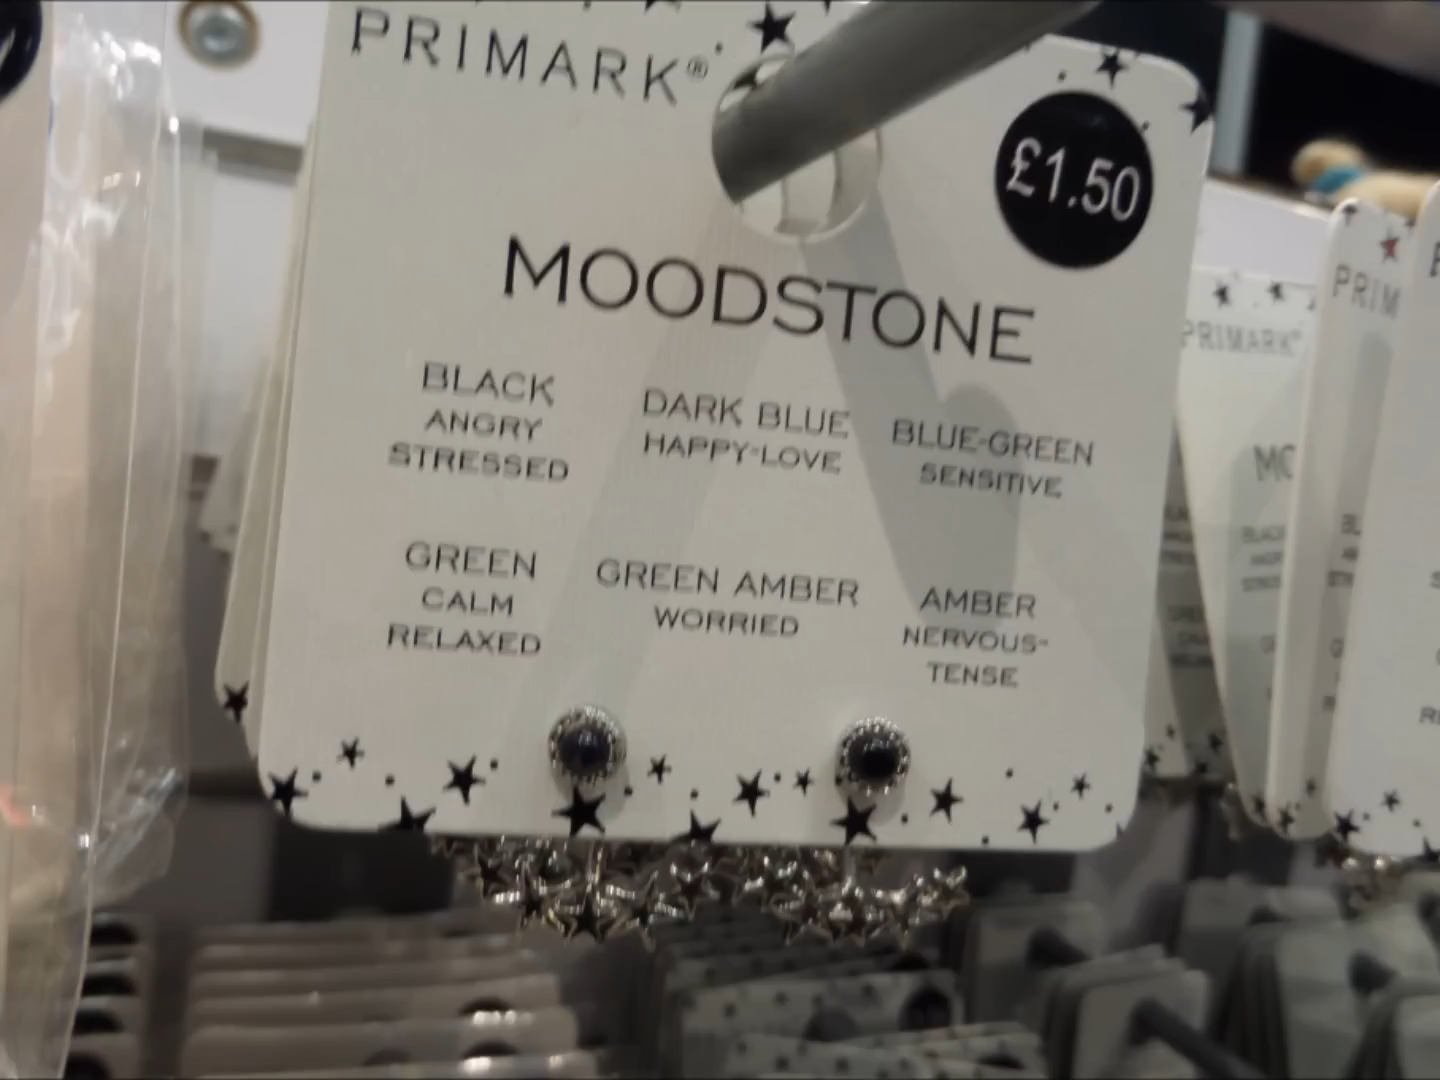 PRIMARK®
£1.50
MOODSTONE
BLACK
ANGRY
STRESSED
DARK BLUE
HAPPY-LOVE
BLUE-GREEN
SENSITIVE
GREEN
CALM
RELAXED
GREEN AMBER
WORRIED
AMBER
NERVOUS-
TENSE
PRIMARK
PRIM